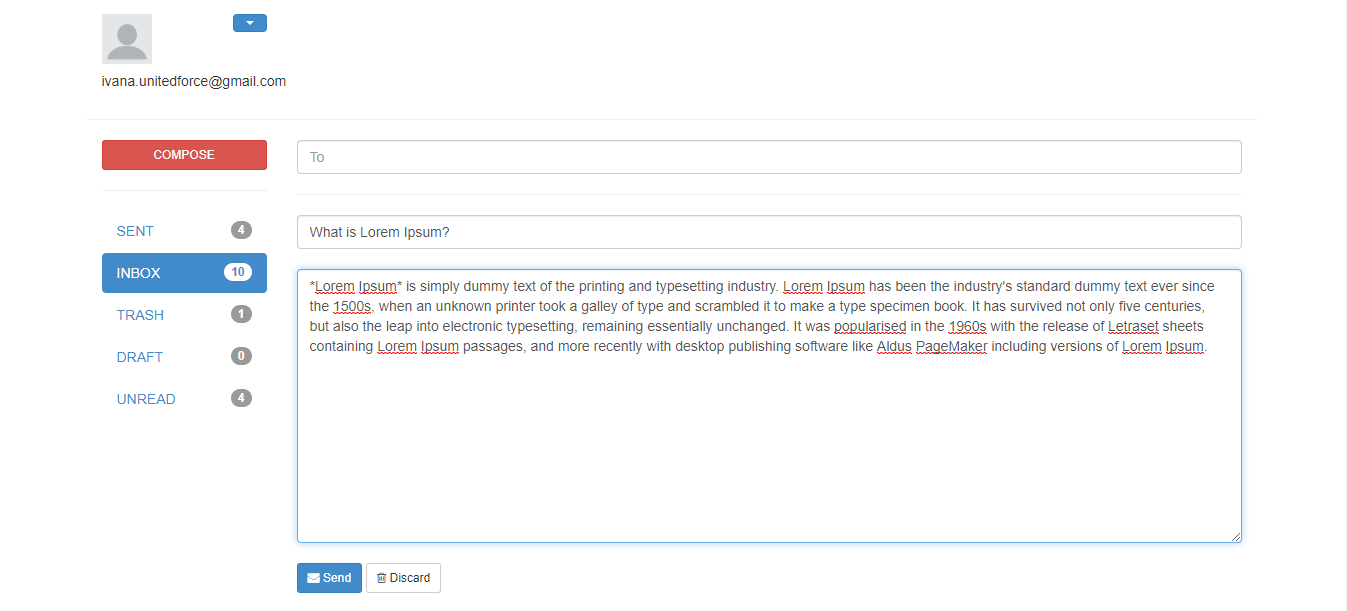 ivana.unitedforce@gmail.com
COMPOSE
To
SENT 4
What is Lorem Ipsum?
INBOX 10
*Lorem Ipsum* is simply dummy text of the printing and typesetting industry. Lorem Ipsum has been the industry's standard dummy text ever since
the 1500s, when an unknown printer took a galley of type and scrambled it to make a type specimen book. It has survived not only five centuries,
but also the leap into electronic typesetting, remaining essentially unchanged. It was popularised in the 1960s with the release of Letraset sheets
containing Lorem Ipsum passages, and more recently with desktop publishing software like Aldus PageMaker including versions of Lorem Ipsum.
TRASH 1
DRAFT 0
UNREAD 4
Send
Discard